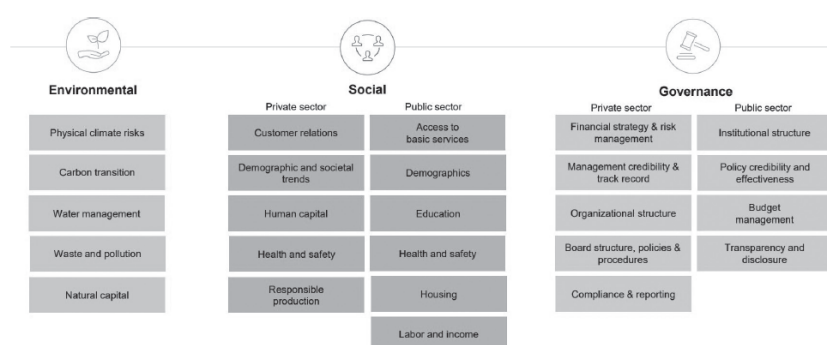 Environmental
Physical climate risks
Carbon transition
Water management
Waste and pollution
Natural capital
Social
Private sector
Customer relations
Demographic and societal
trends
Human capital
Health and safety
Responsible
production
Public sector
Access to
basic services
Demographics
Education
Health and safety
Housing
Labor and income
Governance
Private sector
Financial strategy & risk
management
Management credibility &
track record
Organizational structure
Board structure, policies &
procedures
Compliance & reporting
Public sector
Institutional structure
Policy credibility and
effectiveness
Budget
management
Transparency and
disclosure